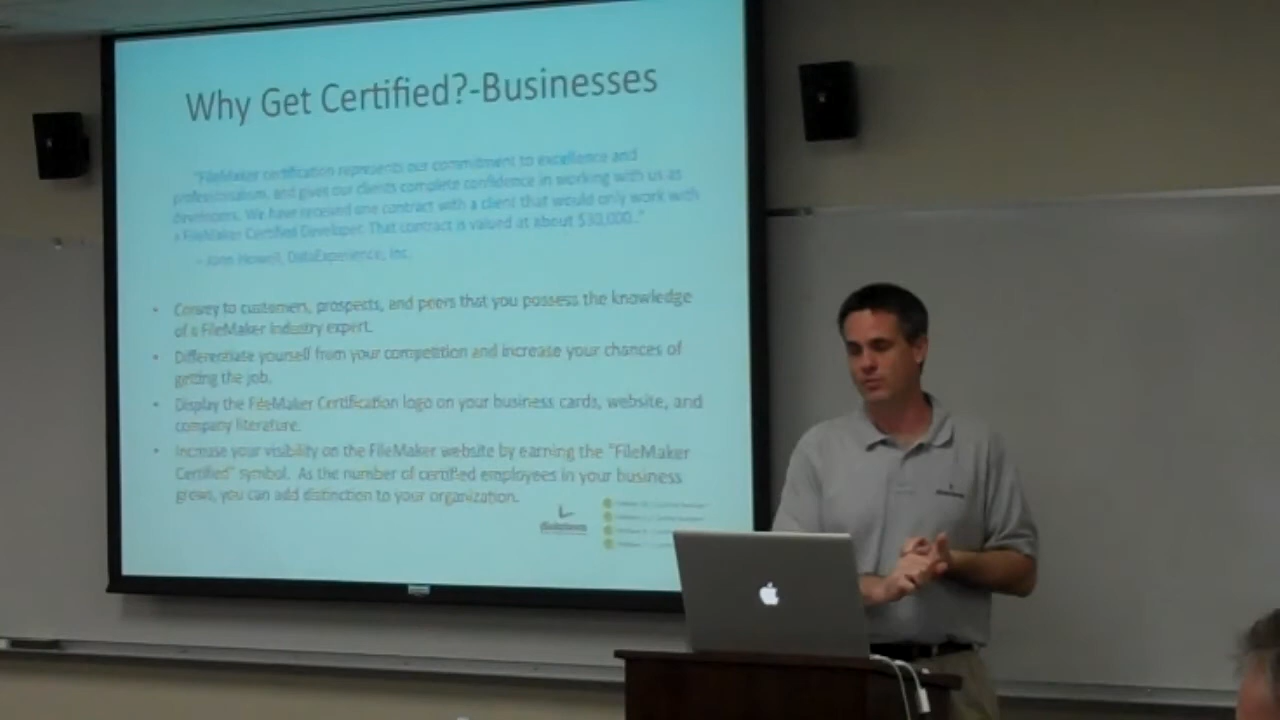 Why Get Certified?-Businesses
"FileMaker certification represents our commitment to excellence and
professionalism, and gives our clients complete confidence in working with us as
developers. We have received one contract with a client that would only work with
a FileMaker Certified Developer. That contract is valued at about $30,000."
- John Howell, DataExperience, Inc.
• Convey to customers, prospects, and peers that you possess the knowledge
of a FileMaker industry expert.
• Differentiate yourself from your competition and increase your chances of
getting the job.
• Display the FileMaker Certification logo on your business cards, website, and
company literature.
• Increase your visibility on the FileMaker website by earning the "FileMaker
Certified" symbol. As the number of certified employees in your business
grows, you can add distinction to your organization.